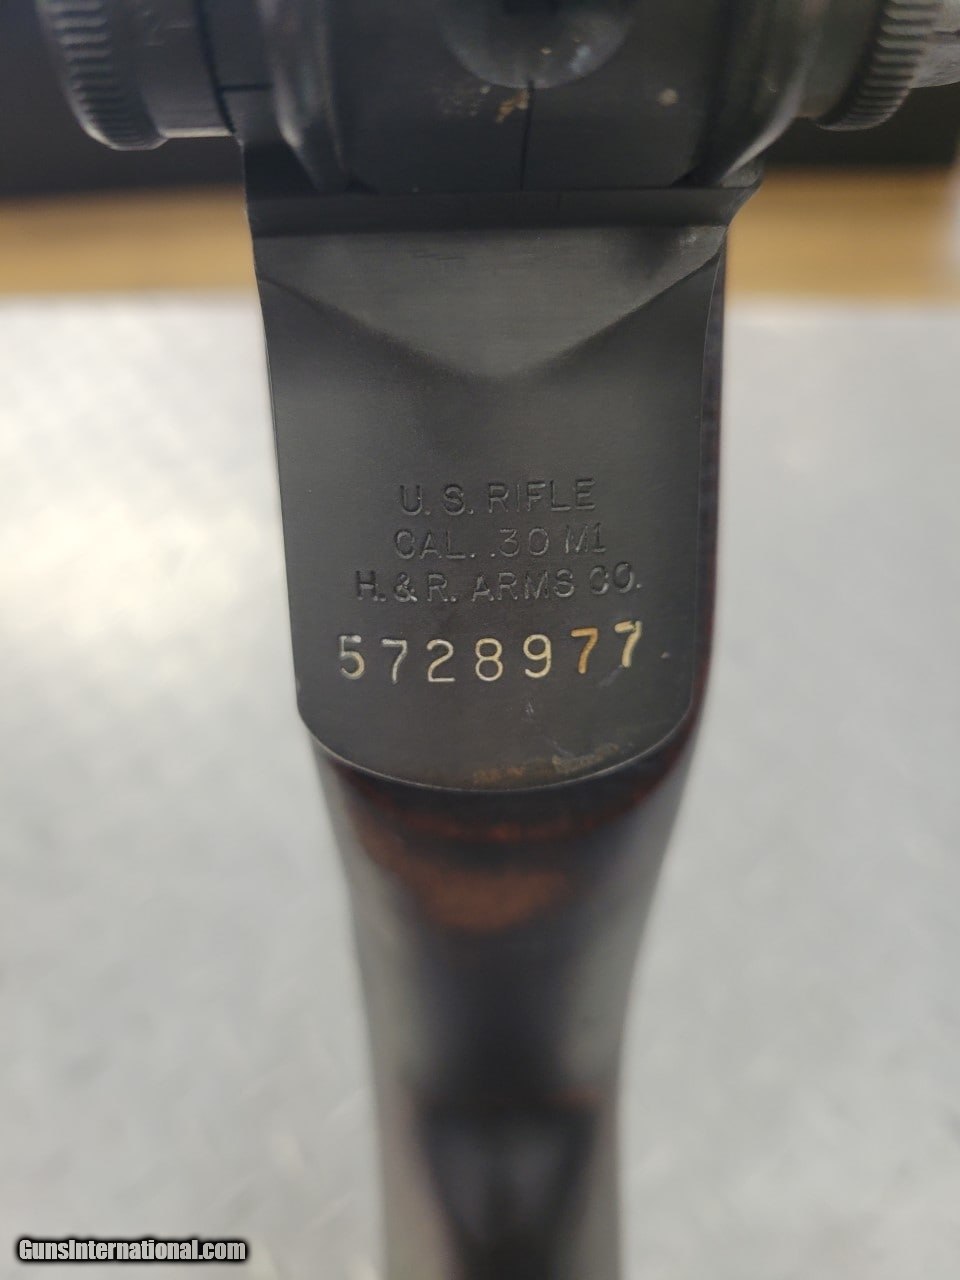 U. S. RIFLE
CAL. .30 M1
H. & R. ARMS CO.
5728977
GunsInternational.com